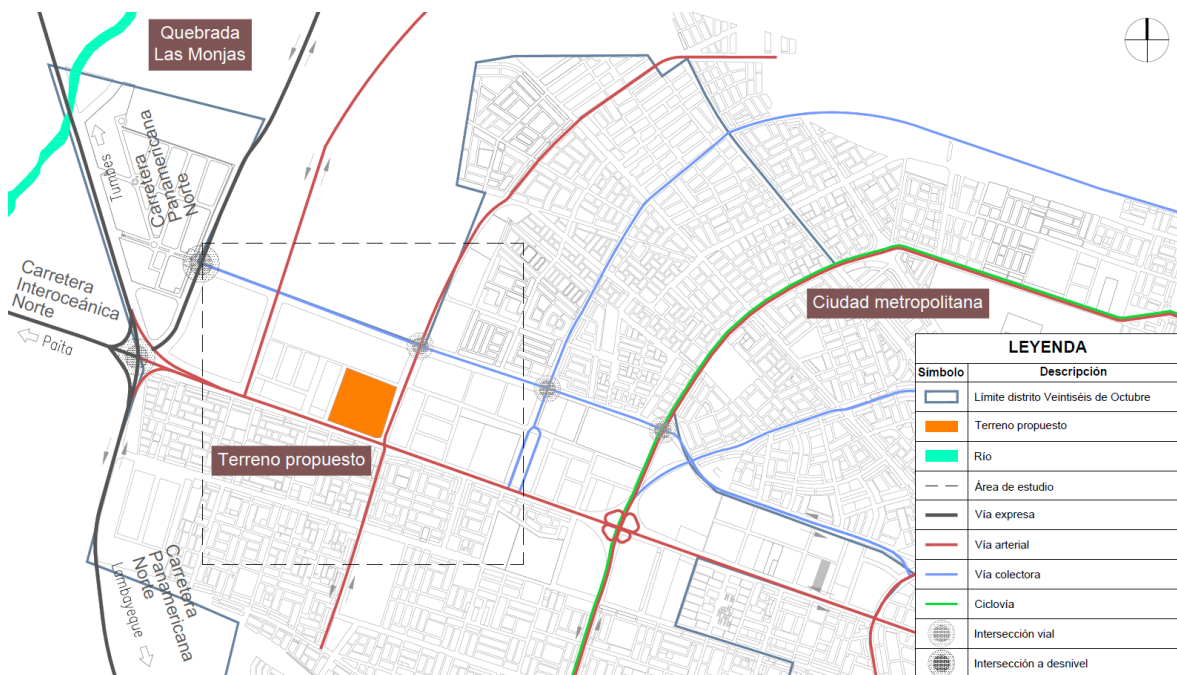 Quebrada
Las Monjas
Tumbes
Carretera
Panamericana
Norte
Carretera
Interoceánica
Norte
Paita
Ciudad metropolitana
Terreno propuesto
Carretera
Panamericana
Norte
Lambayeque
LEYENDA
Símbolo Descripción
Límite distrito Veintiséis de Octubre
Terreno propuesto
Río
Área de estudio
Vía expresa
Vía arterial
Vía colectora
Ciclovía
Intersección vial
Intersección a desnivel